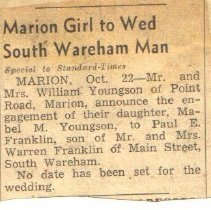 Marion Girl to Wed
South Wareham Man
Special to Standard-Times
MARION, Oct. 22—Mr. and
Mrs. William Youngson of Point
Road, Marion, announce the en-
gagement of their daughter, Ma-
bel M. Youngson, to Paul E.
Franklin, son of Mr. and Mrs.
Warren Franklin of Main Street,
South Wareham.
No date has been set for the
wedding.